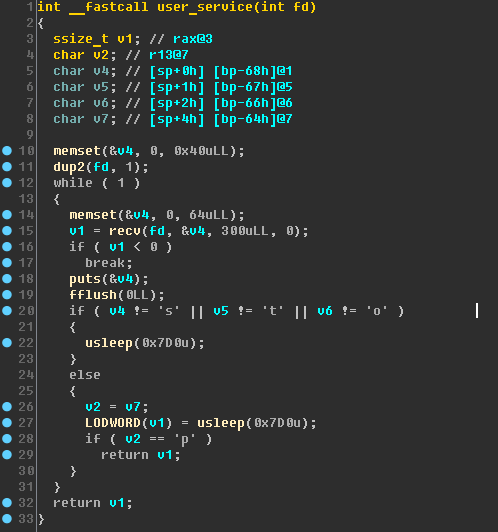 1 int __fastcall user_service(int fd)
2 {
3 ssize_t v1; // rax@3
4 char v2; // r13@7
5 char v4; // [sp+0h] [bp-68h]@1
6 char v5; // [sp+1h] [bp-67h]@5
7 char v6; // [sp+2h] [bp-66h]@6
8 char v7; // [sp+4h] [bp-64h]@7
9
10 memset(&v4, 0, 0x40uLL);
11 dup2(fd, 1);
12 while ( 1 )
13 {
14 memset(&v4, 0, 64uLL);
15 v1 = recv(fd, &v4, 300uLL, 0);
16 if ( v1 < 0 )
17 break;
18 puts(&v4);
19 fflush(0LL);
20 if ( v4 != 's' || v5 != 't' || v6 != 'o' )
21 {
22 usleep(0x7D0u);
23 }
24 else
25 {
26 v2 = v7;
27 LODWORD(v1) = usleep(0x7D0u);
28 if ( v2 == 'p' )
29 return v1;
30 }
31 }
32 return v1;
33 }